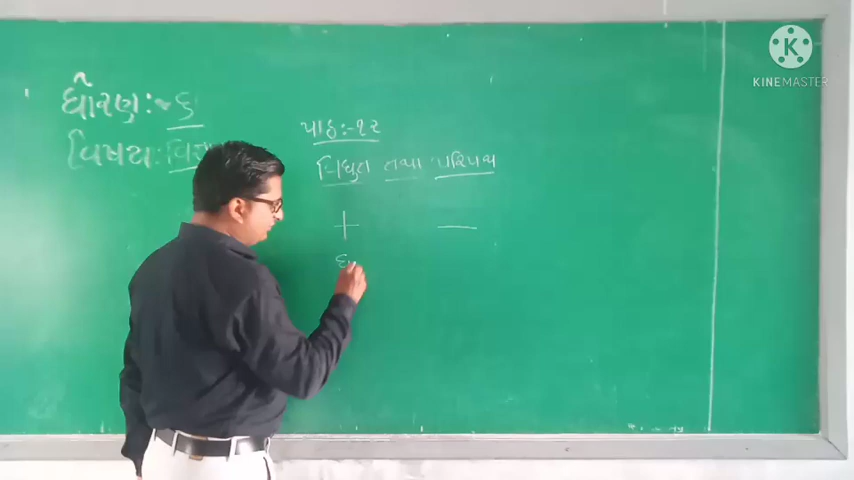 ધોરણ:- ૬
વિષય: વિજ્ઞ
પાઠ:-૧૨
વિધુત તથા પરિપથ
+ −
ધ
KINEMASTER